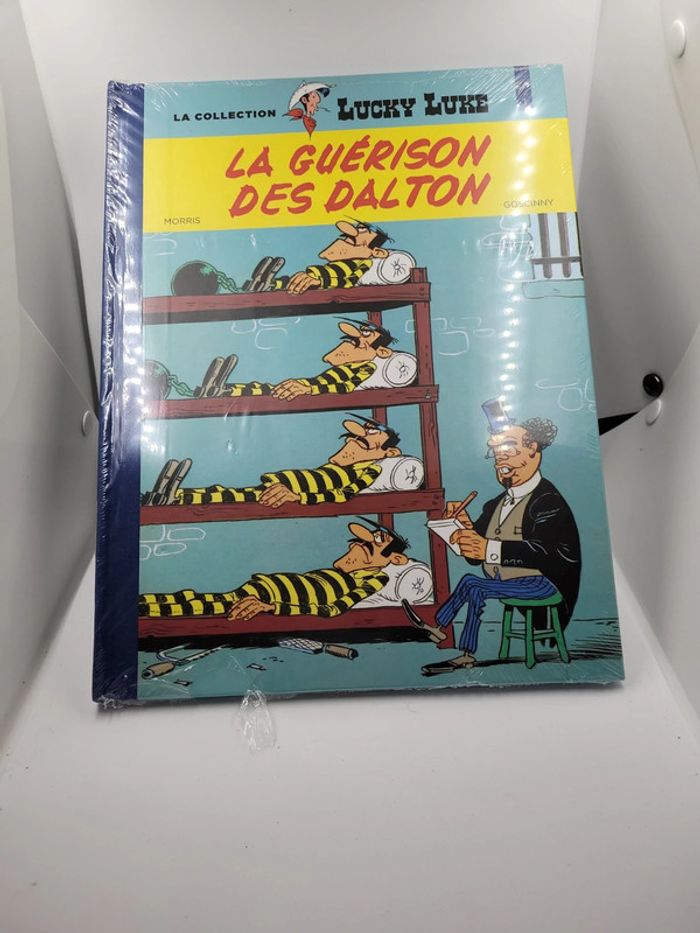 LA COLLECTION LUCKY LUKE
LA GUÉRISON
DES DALTON
MORRIS GOSCINNY